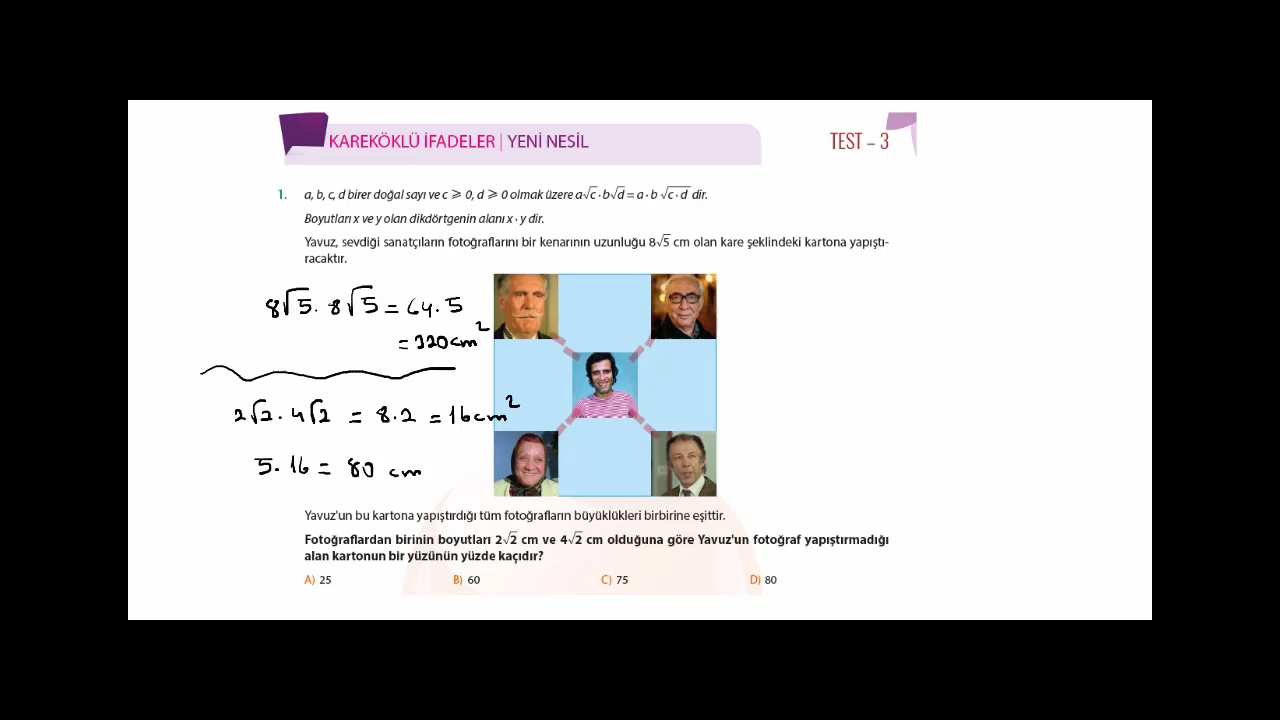 KAREKÖKLÜ İFADELER | YENİ NESİL
TEST – 3
1. a, b, c, d birer doğal sayı ve c ⩾ 0, d ⩾ 0 olmak üzere a√c · b√d = a · b √c · d dir.
Boyutları x ve y olan dikdörtgenin alanı x · y dir.
Yavuz, sevdiği sanatçıların fotoğraflarını bir kenarının uzunluğu 8√5 cm olan kare şeklindeki kartona yapıştı-
racaktır.
8√5 . 8√5 = 64 . 5
= 320 cm²
2√2 . 4√2 = 8.2 = 16 cm²
5. 16 = 80 cm
Yavuz'un bu kartona yapıştırdığı tüm fotoğrafların büyüklükleri birbirine eşittir.
Fotoğraflardan birinin boyutları 2√2 cm ve 4√2 cm olduğuna göre Yavuz'un fotoğraf yapıştırmadığı
alan kartonun bir yüzünün yüzde kaçıdır?
A) 25 B) 60 C) 75 D) 80